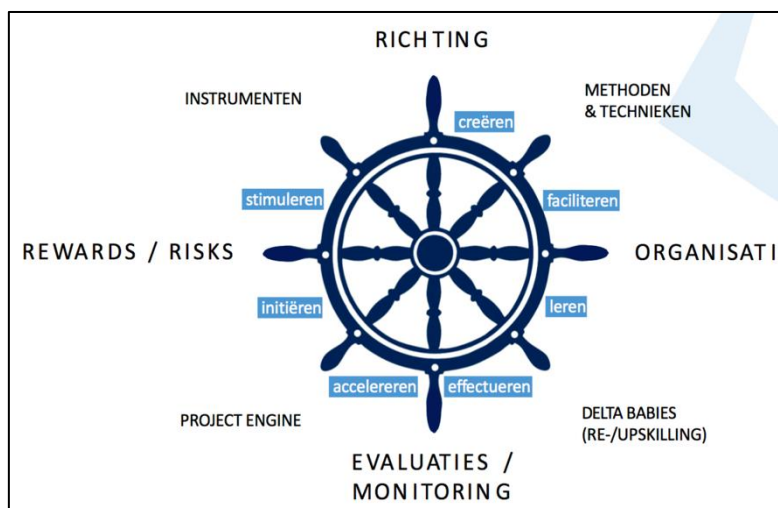 RICHTING
INSTRUMENTEN
METHODEN
& TECHNIEKEN
creëren
stimuleren
faciliteren
REWARDS / RISKS
ORGANISATI
initiëren
leren
accelereren
effectueren
PROJECT ENGINE
DELTA BABIES
(RE-/UPSKILLING)
EVALUATIES /
MONITORING